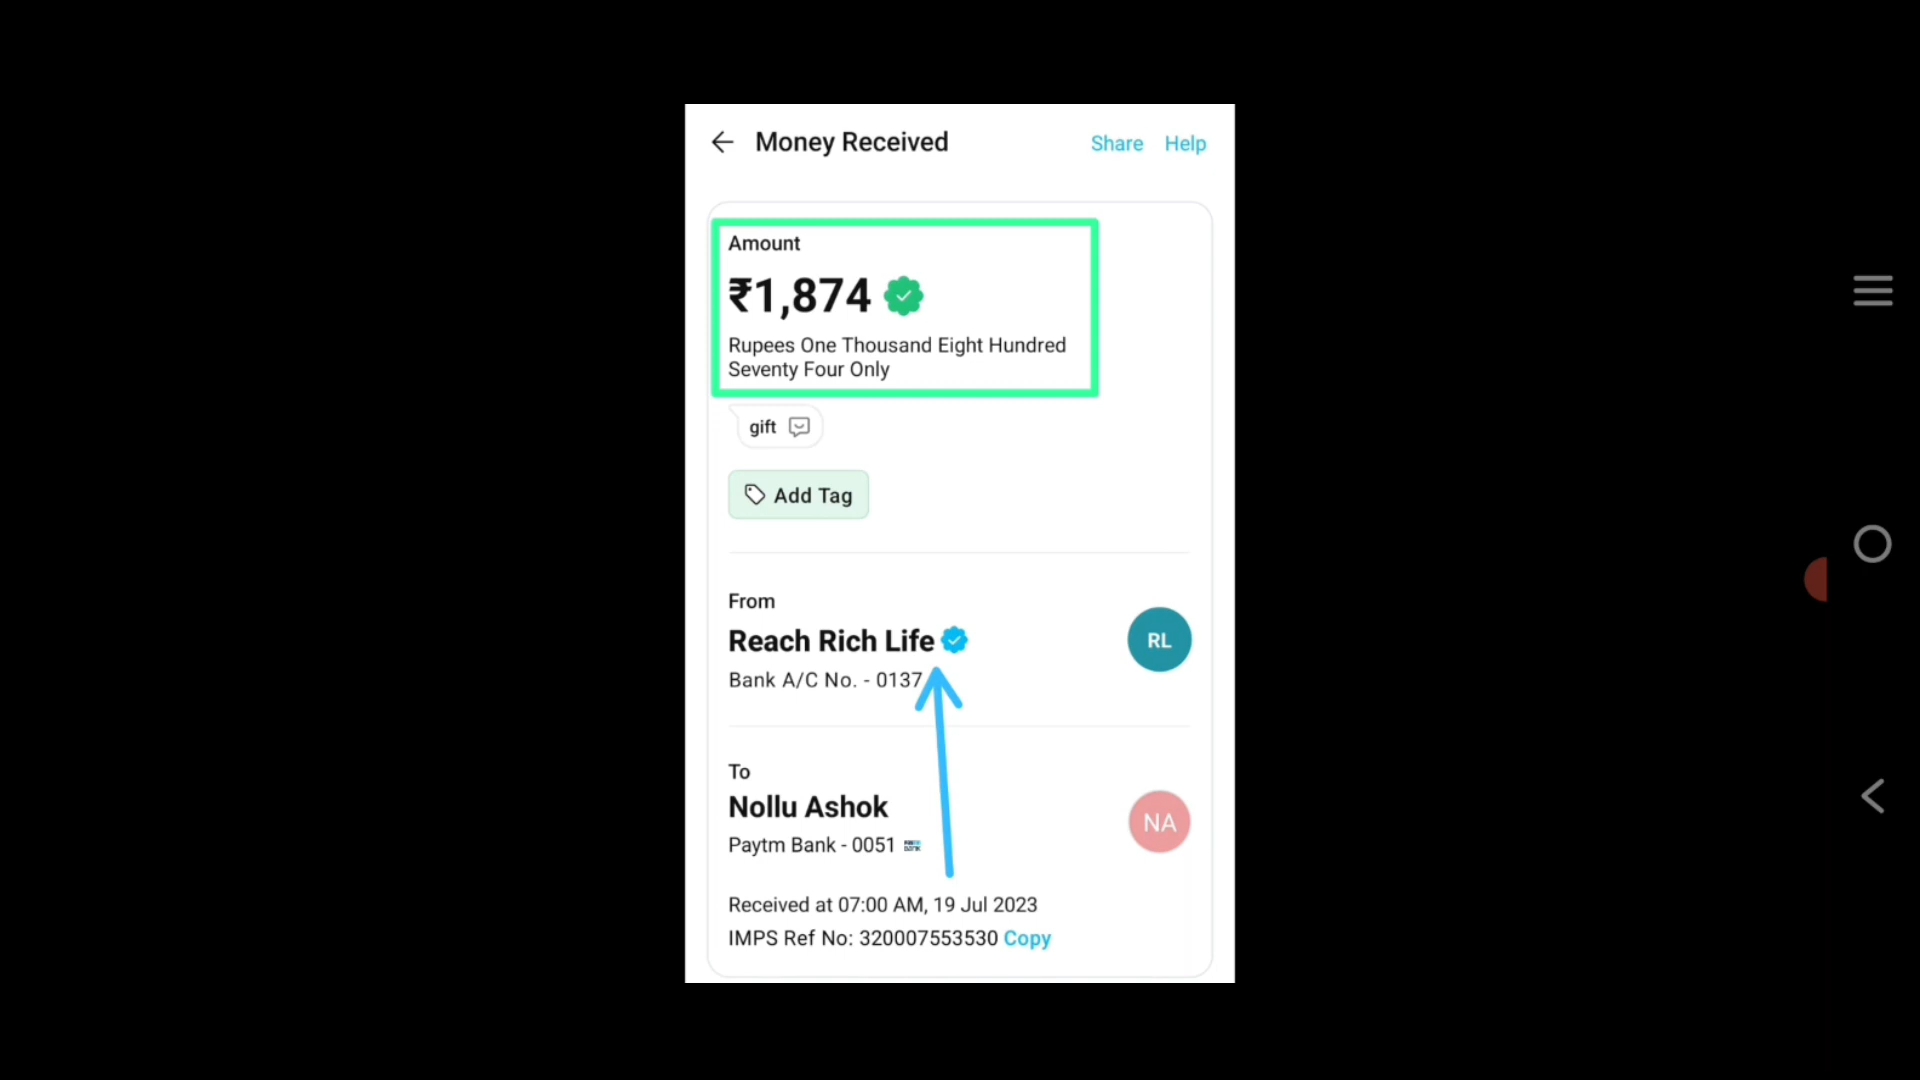 Money Received
Share Help
Amount
₹1,874
Rupees One Thousand Eight Hundred
Seventy Four Only
gift
Add Tag
From
Reach Rich Life
RL
Bank A/C No. - 0137
To
Nollu Ashok
NA
Paytm Bank - 0051
Received at 07:00 AM, 19 Jul 2023
IMPS Ref No: 320007553530 Copy